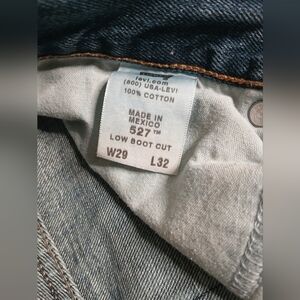 levi.com
(800) USA-LEVI
100% COTTON
MADE IN
MEXICO
527™
LOW BOOT CUT
W29 L32